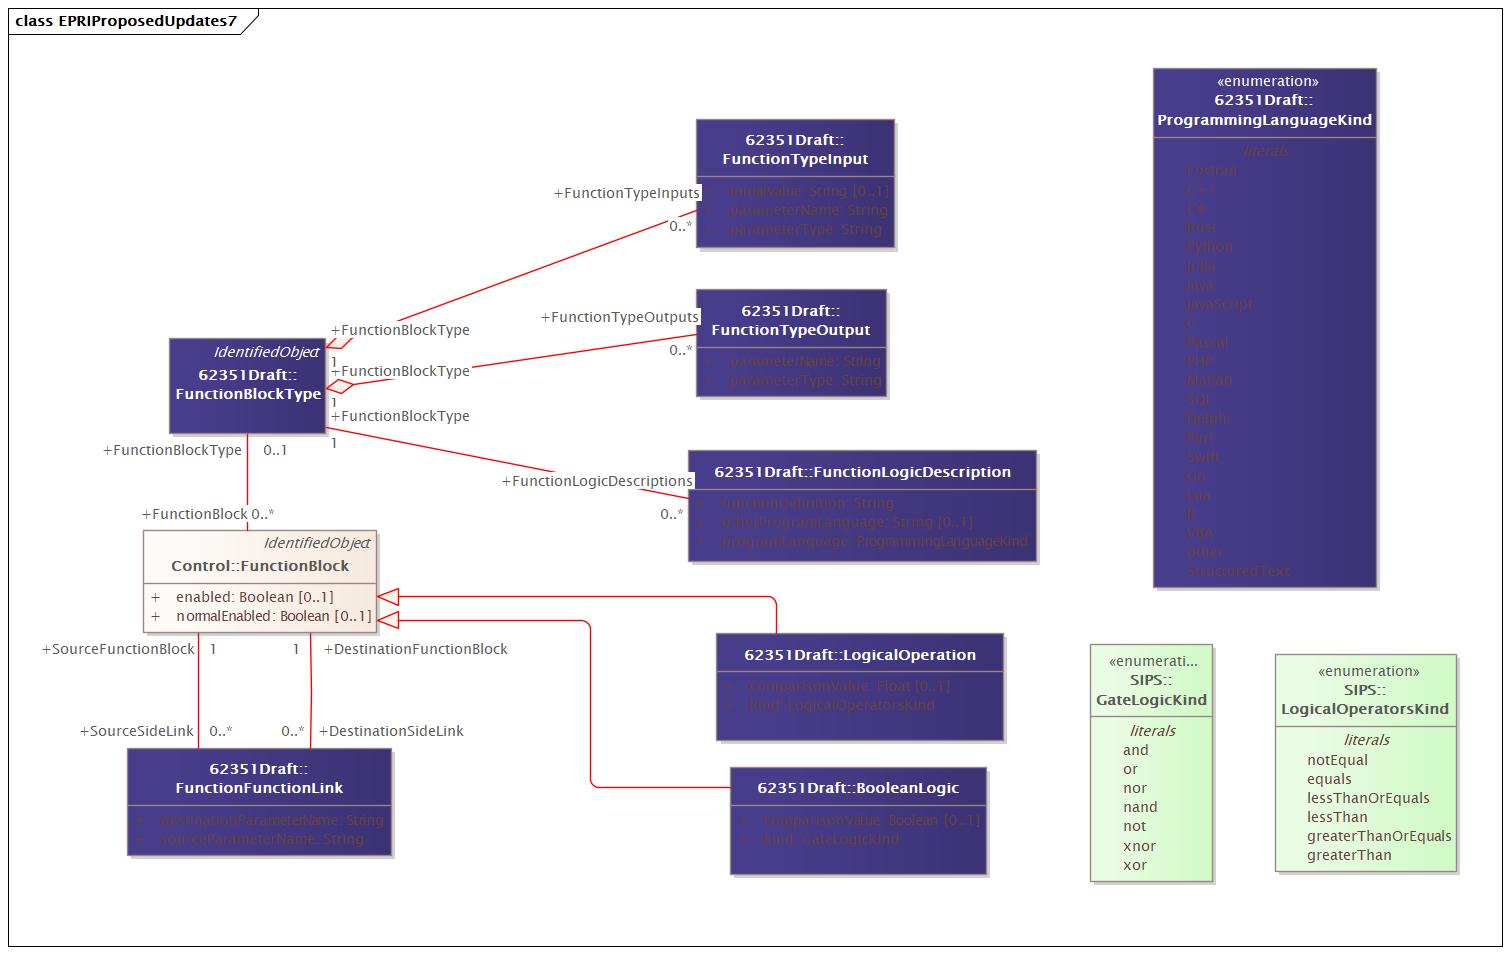 class EPRIProposedUpdates7
«enumeration»
62351Draft::
ProgrammingLanguageKind
literals
Fortran
C++
C#
Rust
Python
Julia
Java
JavaScript
C
Pascal
PHP
Matlab
SQL
Delphi
Perl
Swift
Go
Lua
R
VBA
other
StructuredText
62351Draft::
FunctionTypeInput
initialValue: String [0..1]
parameterName: String
parameterType: String
+FunctionTypeInputs
0..*
62351Draft::
FunctionTypeOutput
parameterName: String
parameterType: String
+FunctionTypeOutputs
0..*
+FunctionBlockType
1
+FunctionBlockType
1
+FunctionBlockType
1
IdentifiedObject
62351Draft::
FunctionBlockType
+FunctionBlockType 0..1
62351Draft::FunctionLogicDescription
functionDefinition: String
otherProgramLanguage: String [0..1]
programLanguage: ProgrammingLanguageKind
+FunctionLogicDescriptions
0..*
+FunctionBlock 0..*
IdentifiedObject
Control::FunctionBlock
+ enabled: Boolean [0..1]
+ normalEnabled: Boolean [0..1]
+SourceFunctionBlock 1
1 +DestinationFunctionBlock
+SourceSideLink 0..*
0..* +DestinationSideLink
62351Draft::
FunctionFunctionLink
destinationParameterName: String
sourceParameterName: String
62351Draft::LogicalOperation
comparisonValue: Float [0..1]
kind: LogicalOperatorsKind
62351Draft::BooleanLogic
comparisonValue: Boolean [0..1]
kind: GateLogicKind
«enumerati...
SIPS::
GateLogicKind
literals
and
or
nor
nand
not
xnor
xor
«enumeration»
SIPS::
LogicalOperatorsKind
literals
notEqual
equals
lessThanOrEquals
lessThan
greaterThanOrEquals
greaterThan